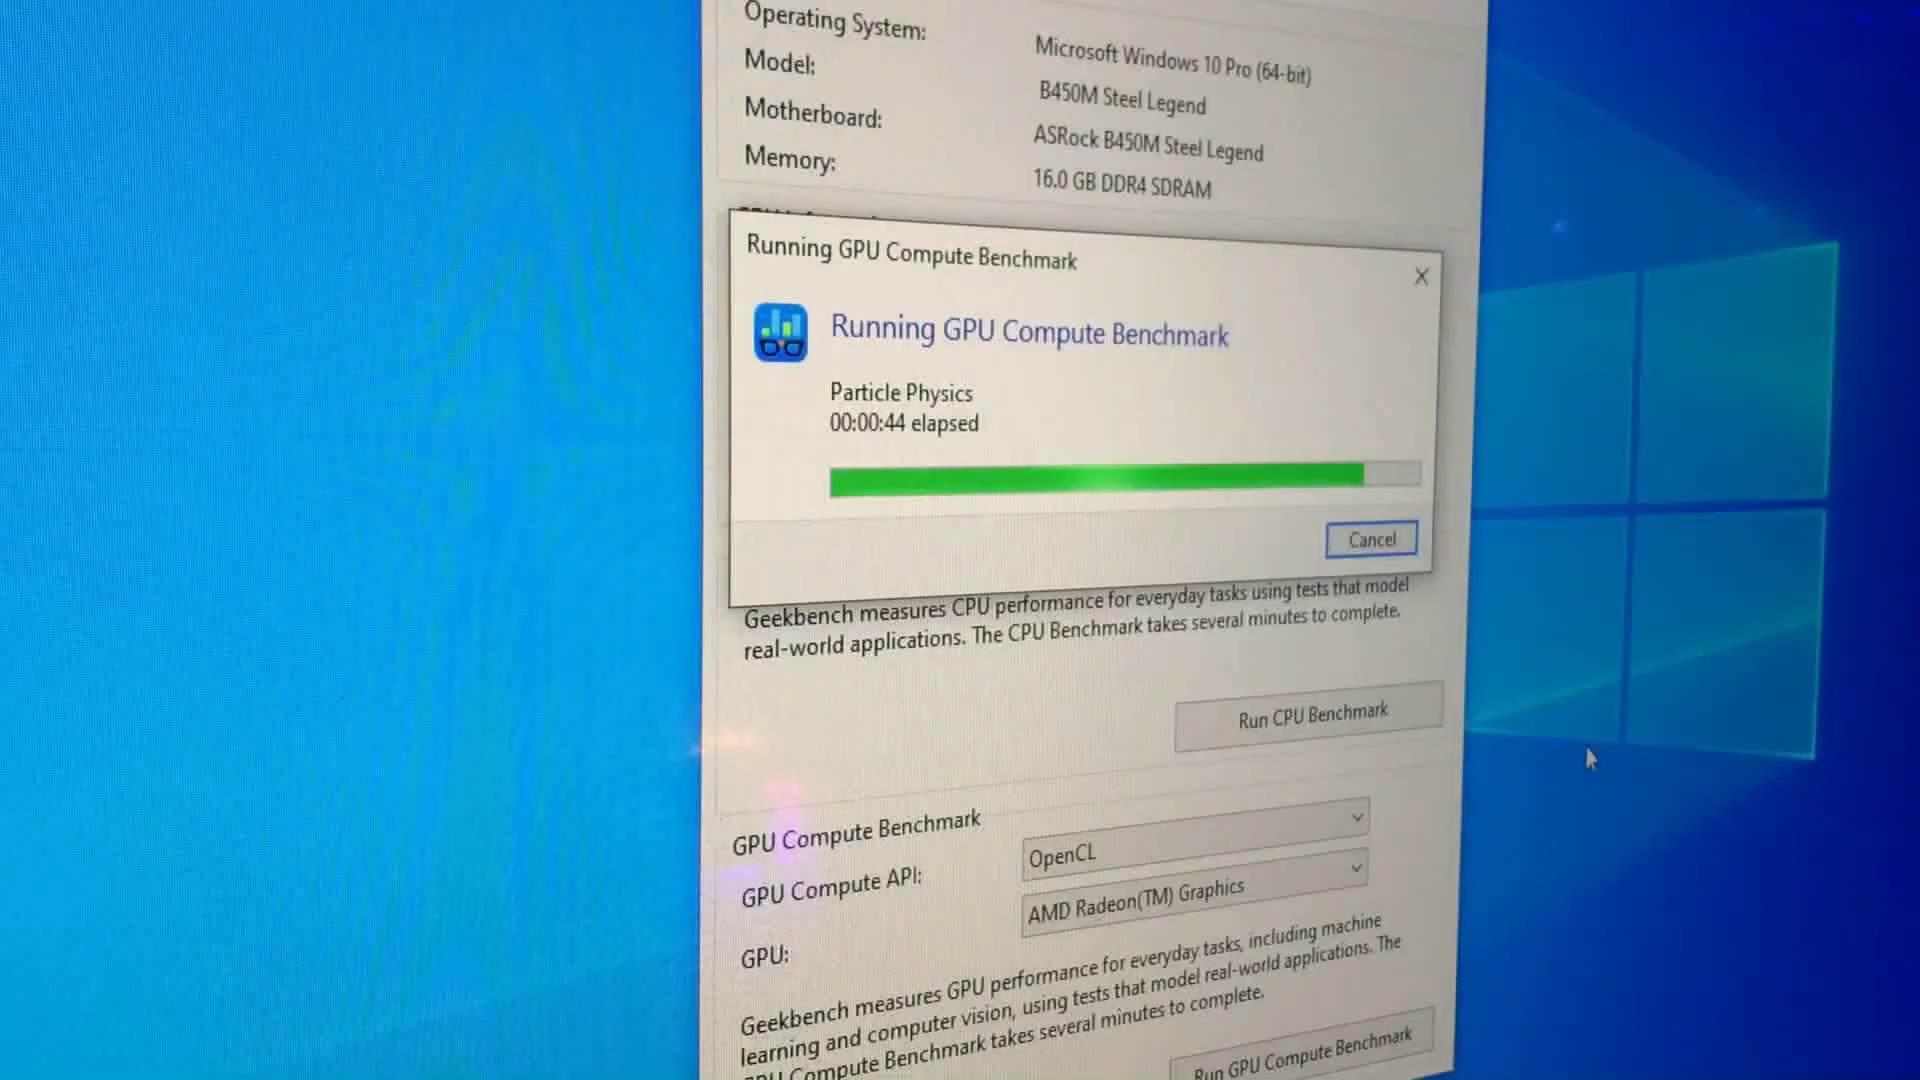 Operating System:
Microsoft Windows 10 Pro (64-bit)
Model:
B450M Steel Legend
Motherboard:
ASRock B450M Steel Legend
Memory:
16.0 GB DDR4 SDRAM
Running GPU Compute Benchmark
Running GPU Compute Benchmark
Particle Physics
00:00:44 elapsed
Cancel
Geekbench measures CPU performance for everyday tasks using tests that model
real-world applications. The CPU Benchmark takes several minutes to complete.
Run CPU Benchmark
GPU Compute Benchmark
GPU Compute API:
OpenCL
GPU:
AMD Radeon(TM) Graphics
Geekbench measures GPU performance for everyday tasks, including machine
learning and computer vision, using tests that model real-world applications. The
GPU Compute Benchmark takes several minutes to complete.
Run GPU Compute Benchmark